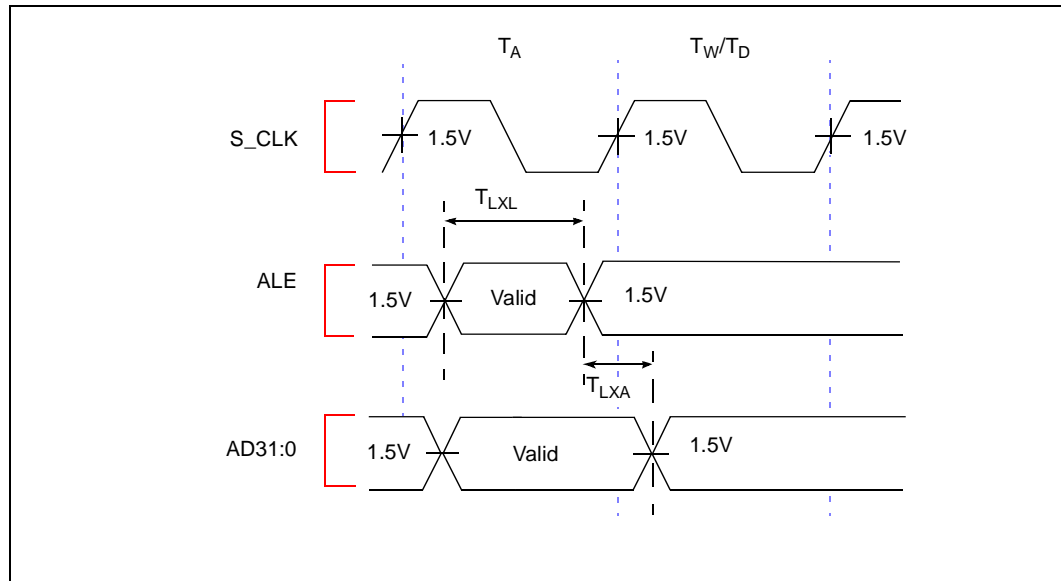 T_A T_W/T_D
S_CLK 1.5V 1.5V 1.5V
T_LXL
ALE 1.5V Valid 1.5V
T_LXA
AD31:0 1.5V Valid 1.5V